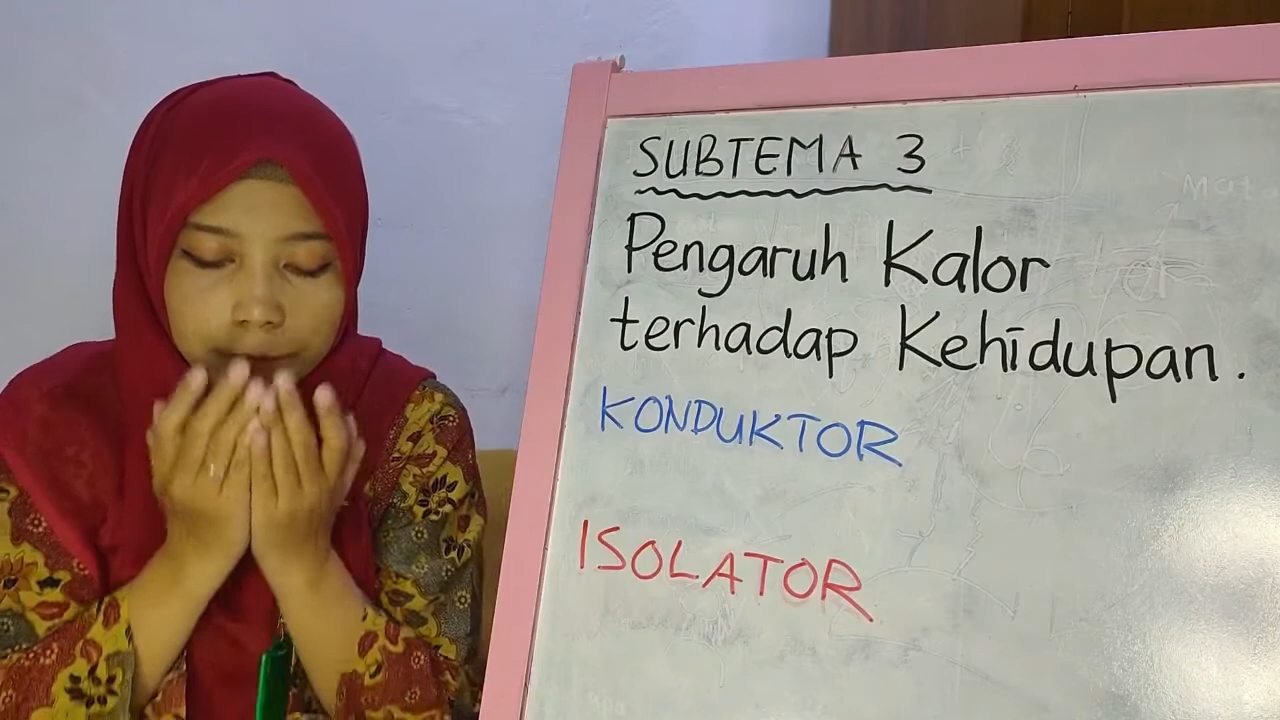 SUBTEMA 3
Pengaruh Kalor
terhadap Kehidupan.
KONDUKTOR
ISOLATOR